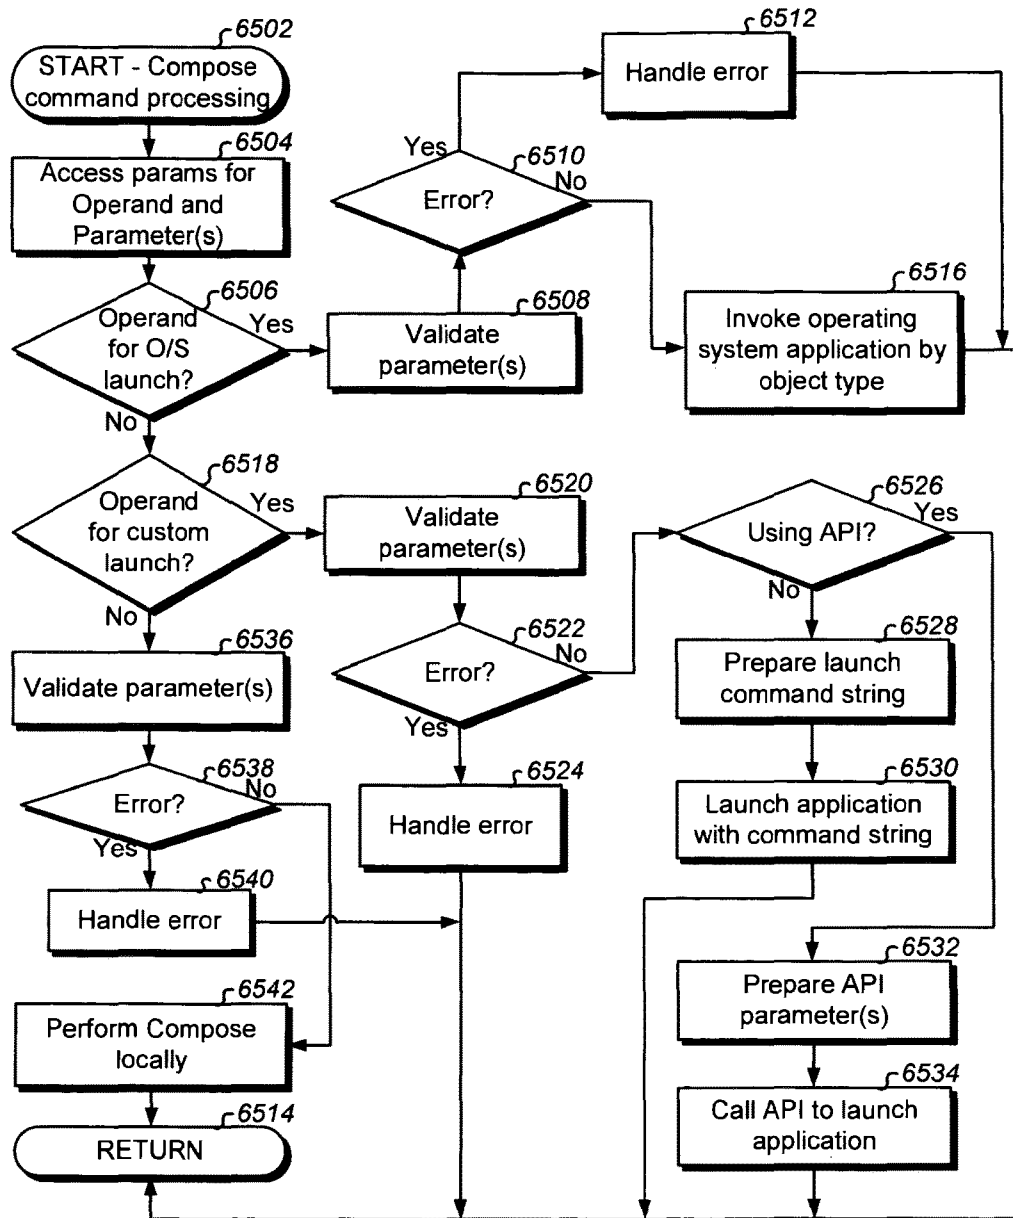 6502
START - Compose
command processing
6504
Access params for
Operand and
Parameter(s)
6506
Operand
for O/S
launch?
Yes
No
6508
Validate
parameter(s)
6510
Error?
Yes
No
6512
Handle error
6516
Invoke operating
system application by
object type
6518
Operand
for custom
launch?
Yes
No
6520
Validate
parameter(s)
6522
Error?
No
Yes
6524
Handle error
6526
Using API?
Yes
No
6528
Prepare launch
command string
6530
Launch application
with command string
6532
Prepare API
parameter(s)
6534
Call API to launch
application
6536
Validate parameter(s)
6538
Error?
No
Yes
6540
Handle error
6542
Perform Compose
locally
6514
RETURN